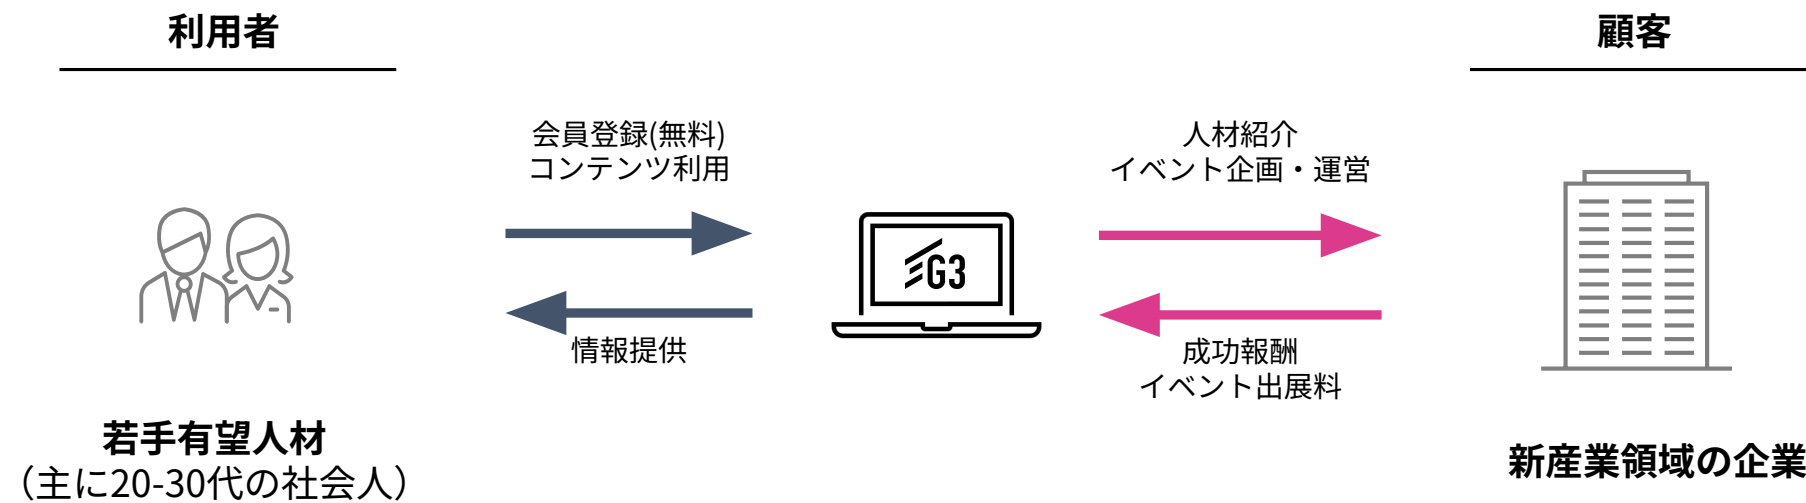 利用者
顧客
会員登録(無料)
コンテンツ利用
人材紹介
イベント企画・運営
G3
情報提供
成功報酬
イベント出展料
若手有望人材
（主に20-30代の社会人）
新産業領域の企業